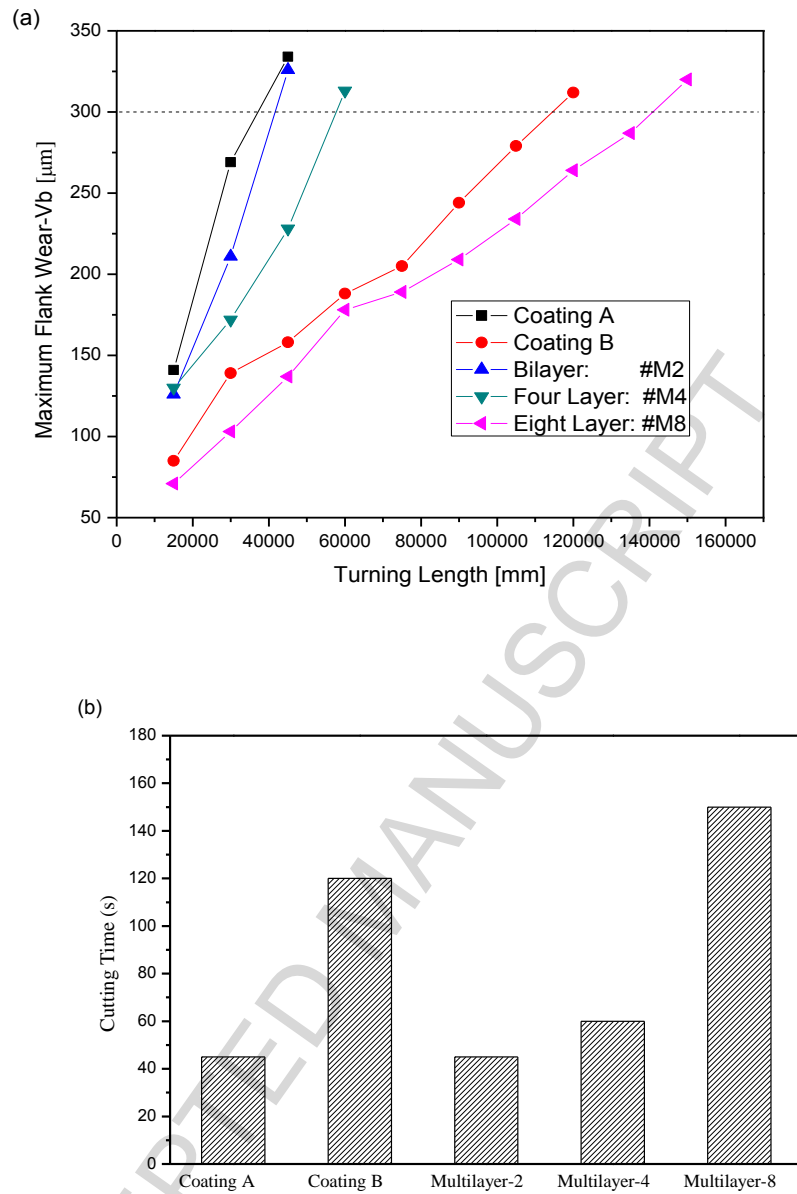 (a)
350
300
250
200
150
100
50
Maximum Flank Wear-Vb [µm]
Coating A
Coating B
Bilayer: #M2
Four Layer: #M4
Eight Layer: #M8
0 20000 40000 60000 80000 100000 120000 140000 160000
Turning Length [mm]
(b)
180
160
140
120
100
80
60
40
20
0
Cutting Time (s)
Coating A Coating B Multilayer-2 Multilayer-4 Multilayer-8
PTED MANUSCRIPT